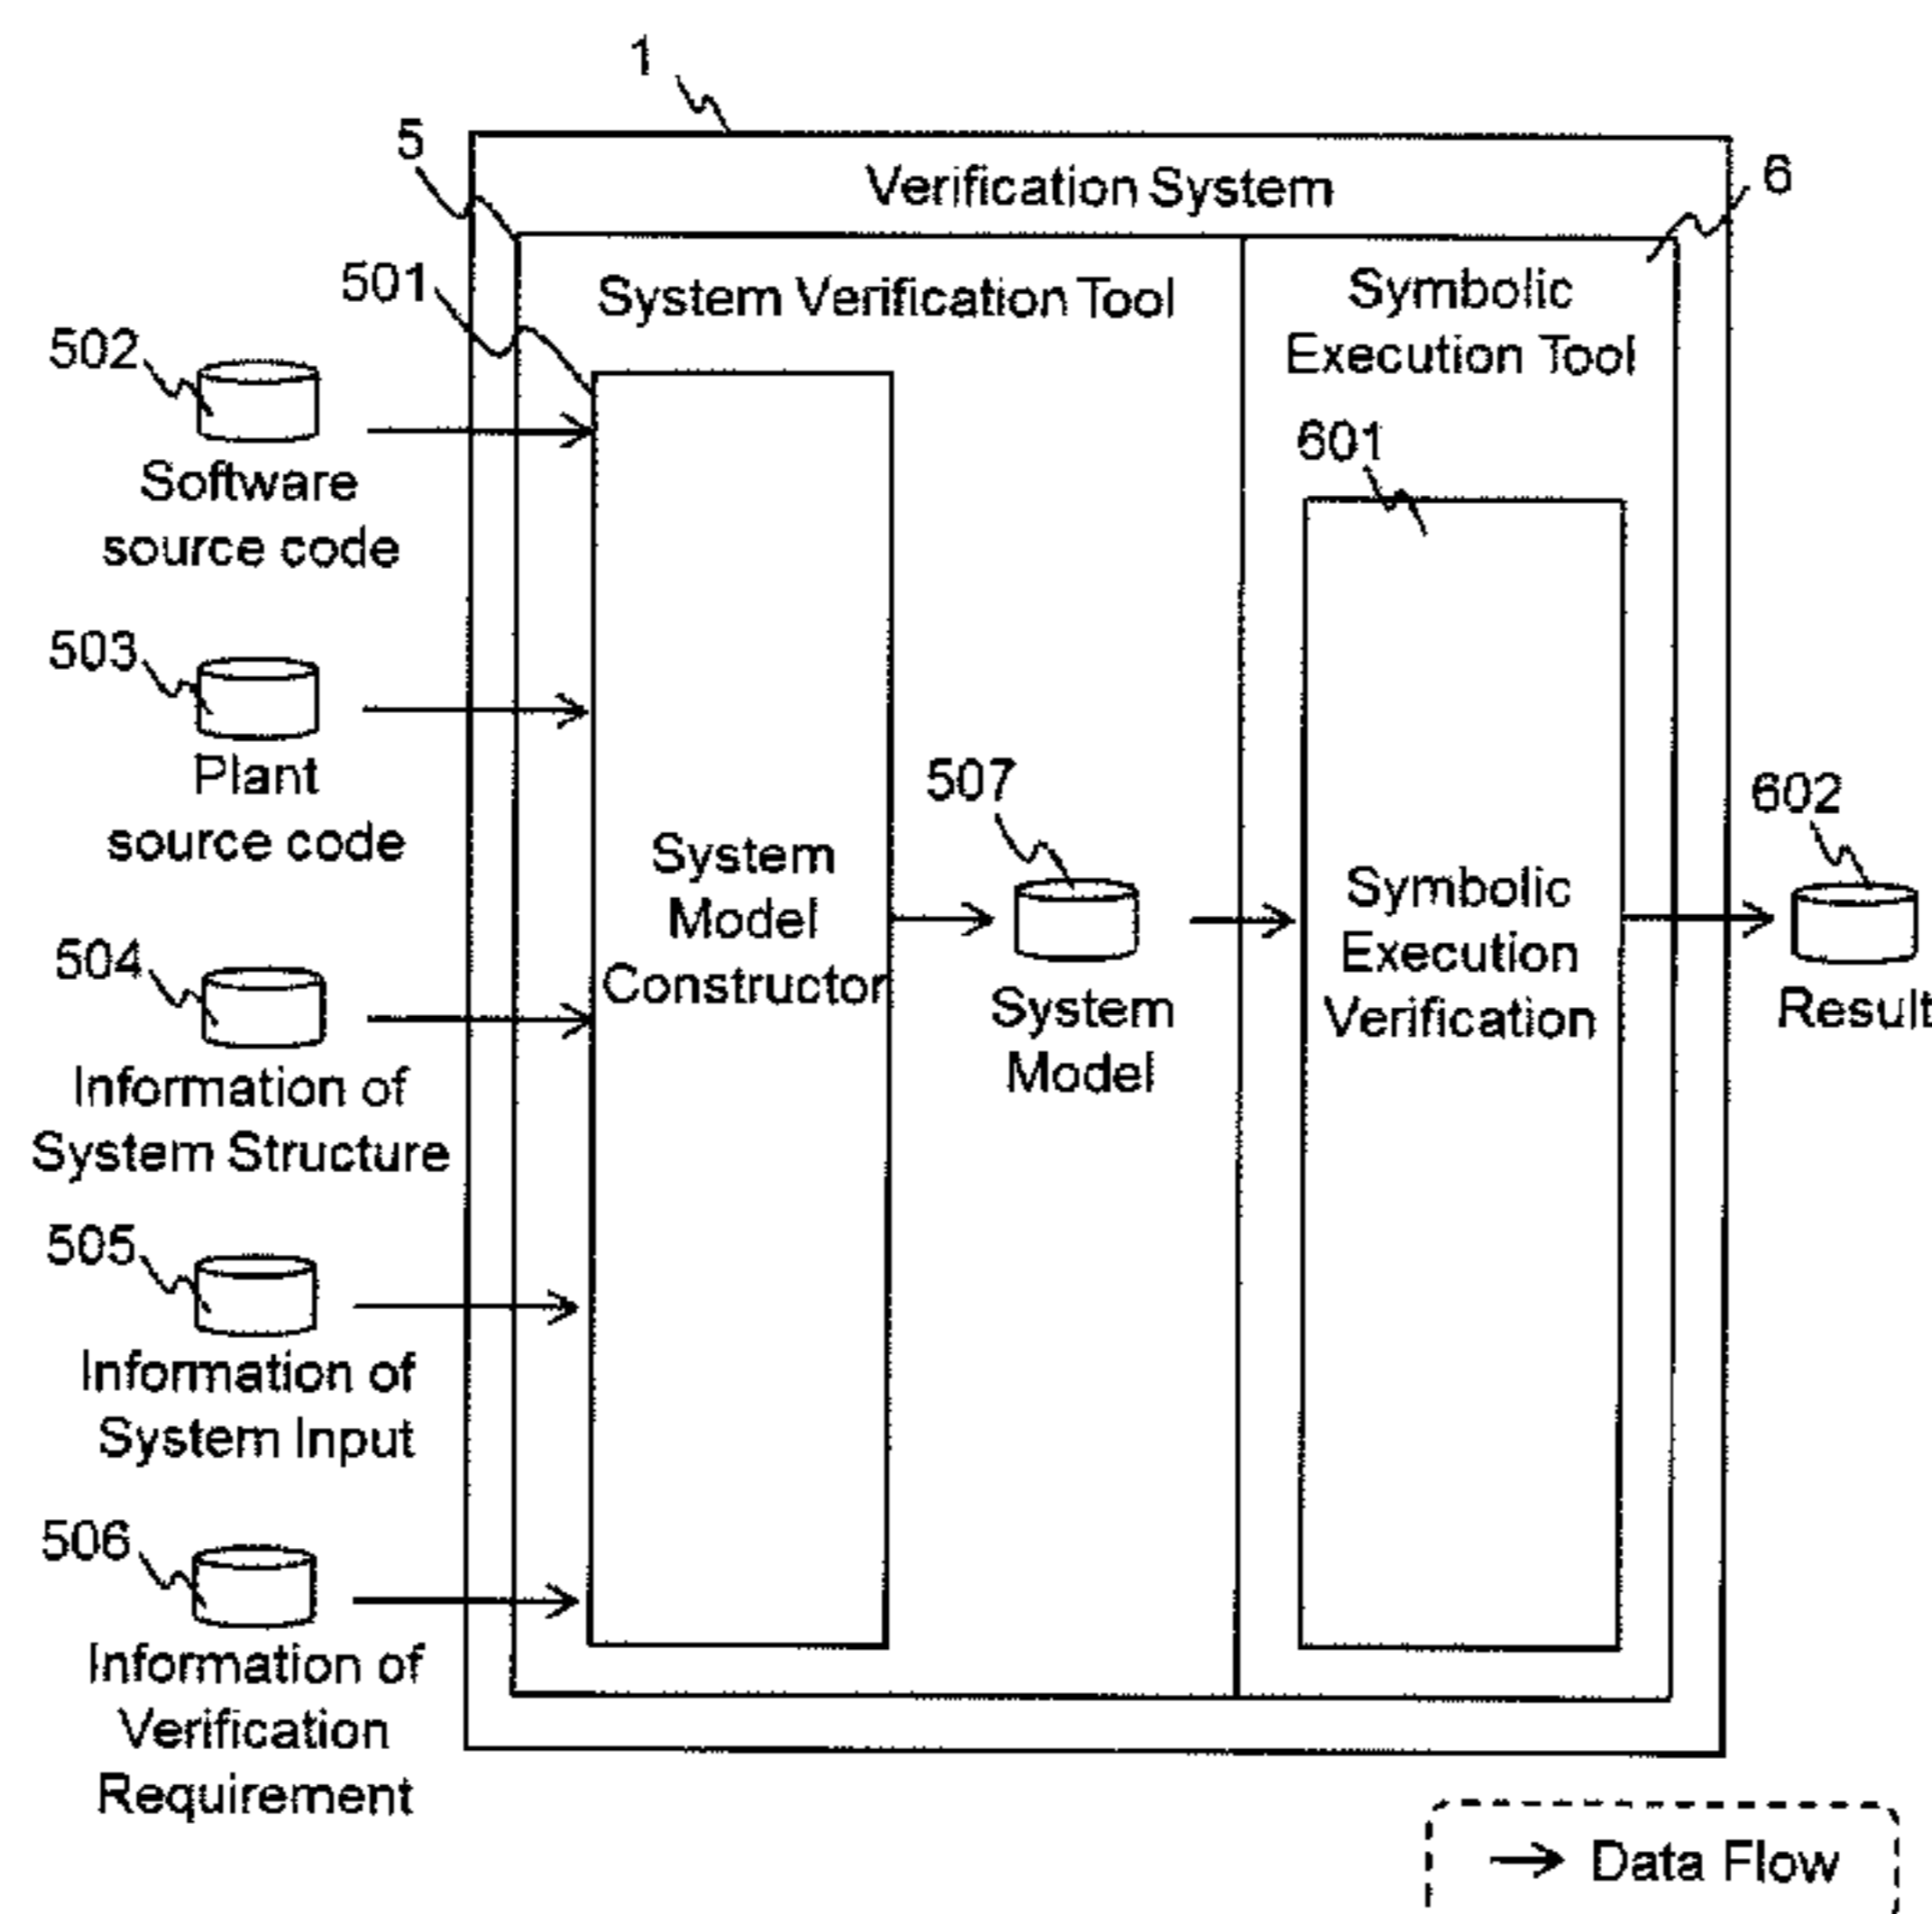 1
5
Verification System
6
501
System Verification Tool
Symbolic
Execution Tool
502
Software
source code
601
503
Plant
source code
507
602
System
Model
Constructor
System
Model
Symbolic
Execution
Verification
Result
504
Information of
System Structure
505
Information of
System Input
506
Information of
Verification
Requirement
Data Flow